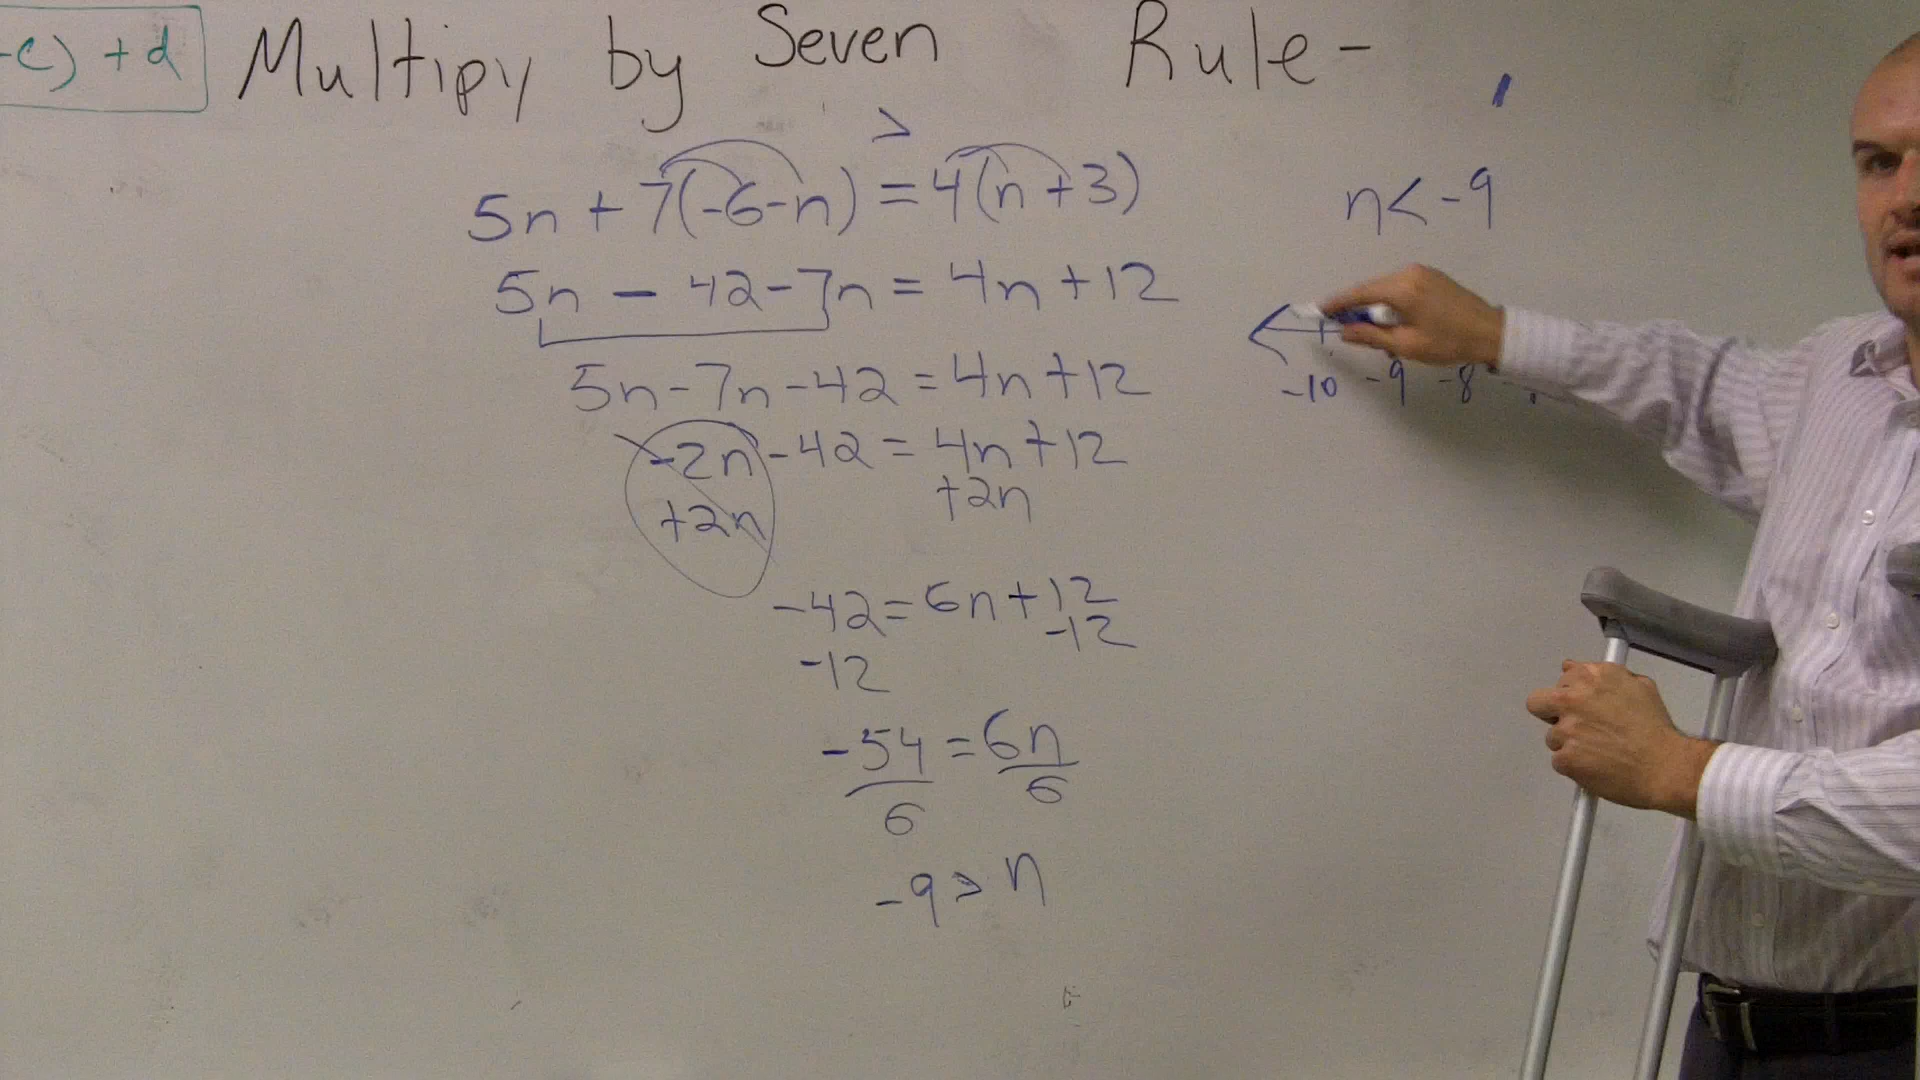 -c) + d
Multipy by Seven Rule-
>
5n + 7(-6-n) = 4(n+3)
5n - 42-7n = 4n+12
5n-7n-42 = 4n+12
-2n-42 = 4n+12
+2n +2n
-42 = 6n+12
-12 -12
-54 = 6n
6 6
-9 > n
n < -9
-10 -9 -8